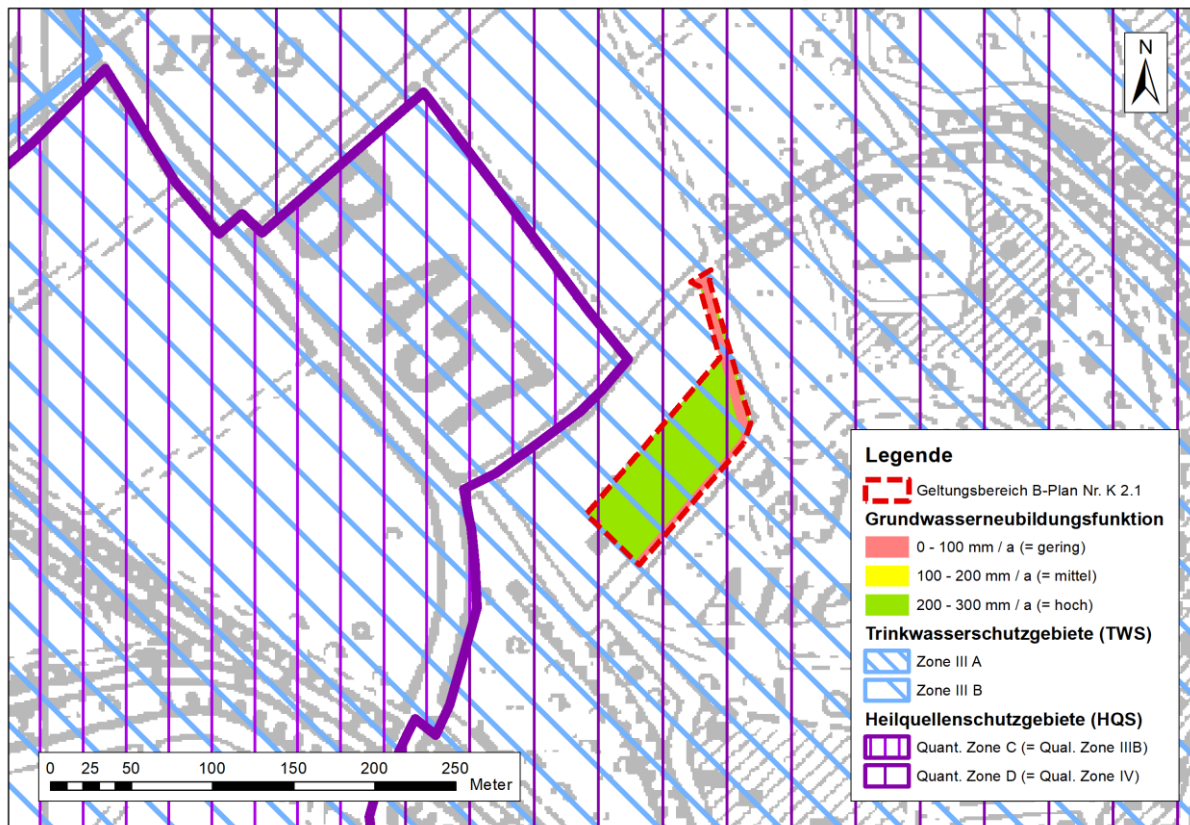 1749
N
Legende
Geltungsbereich B-Plan Nr. K 2.1
Grundwasserneubildungsfunktion
0 - 100 mm / a (= gering)
100 - 200 mm / a (= mittel)
200 - 300 mm / a (= hoch)
Trinkwasserschutzgebiete (TWS)
Zone III A
Zone III B
Heilquellenschutzgebiete (HQS)
Quant. Zone C (= Qual. Zone IIIB)
Quant. Zone D (= Qual. Zone IV)
0 25 50 100 150 200 250
Meter